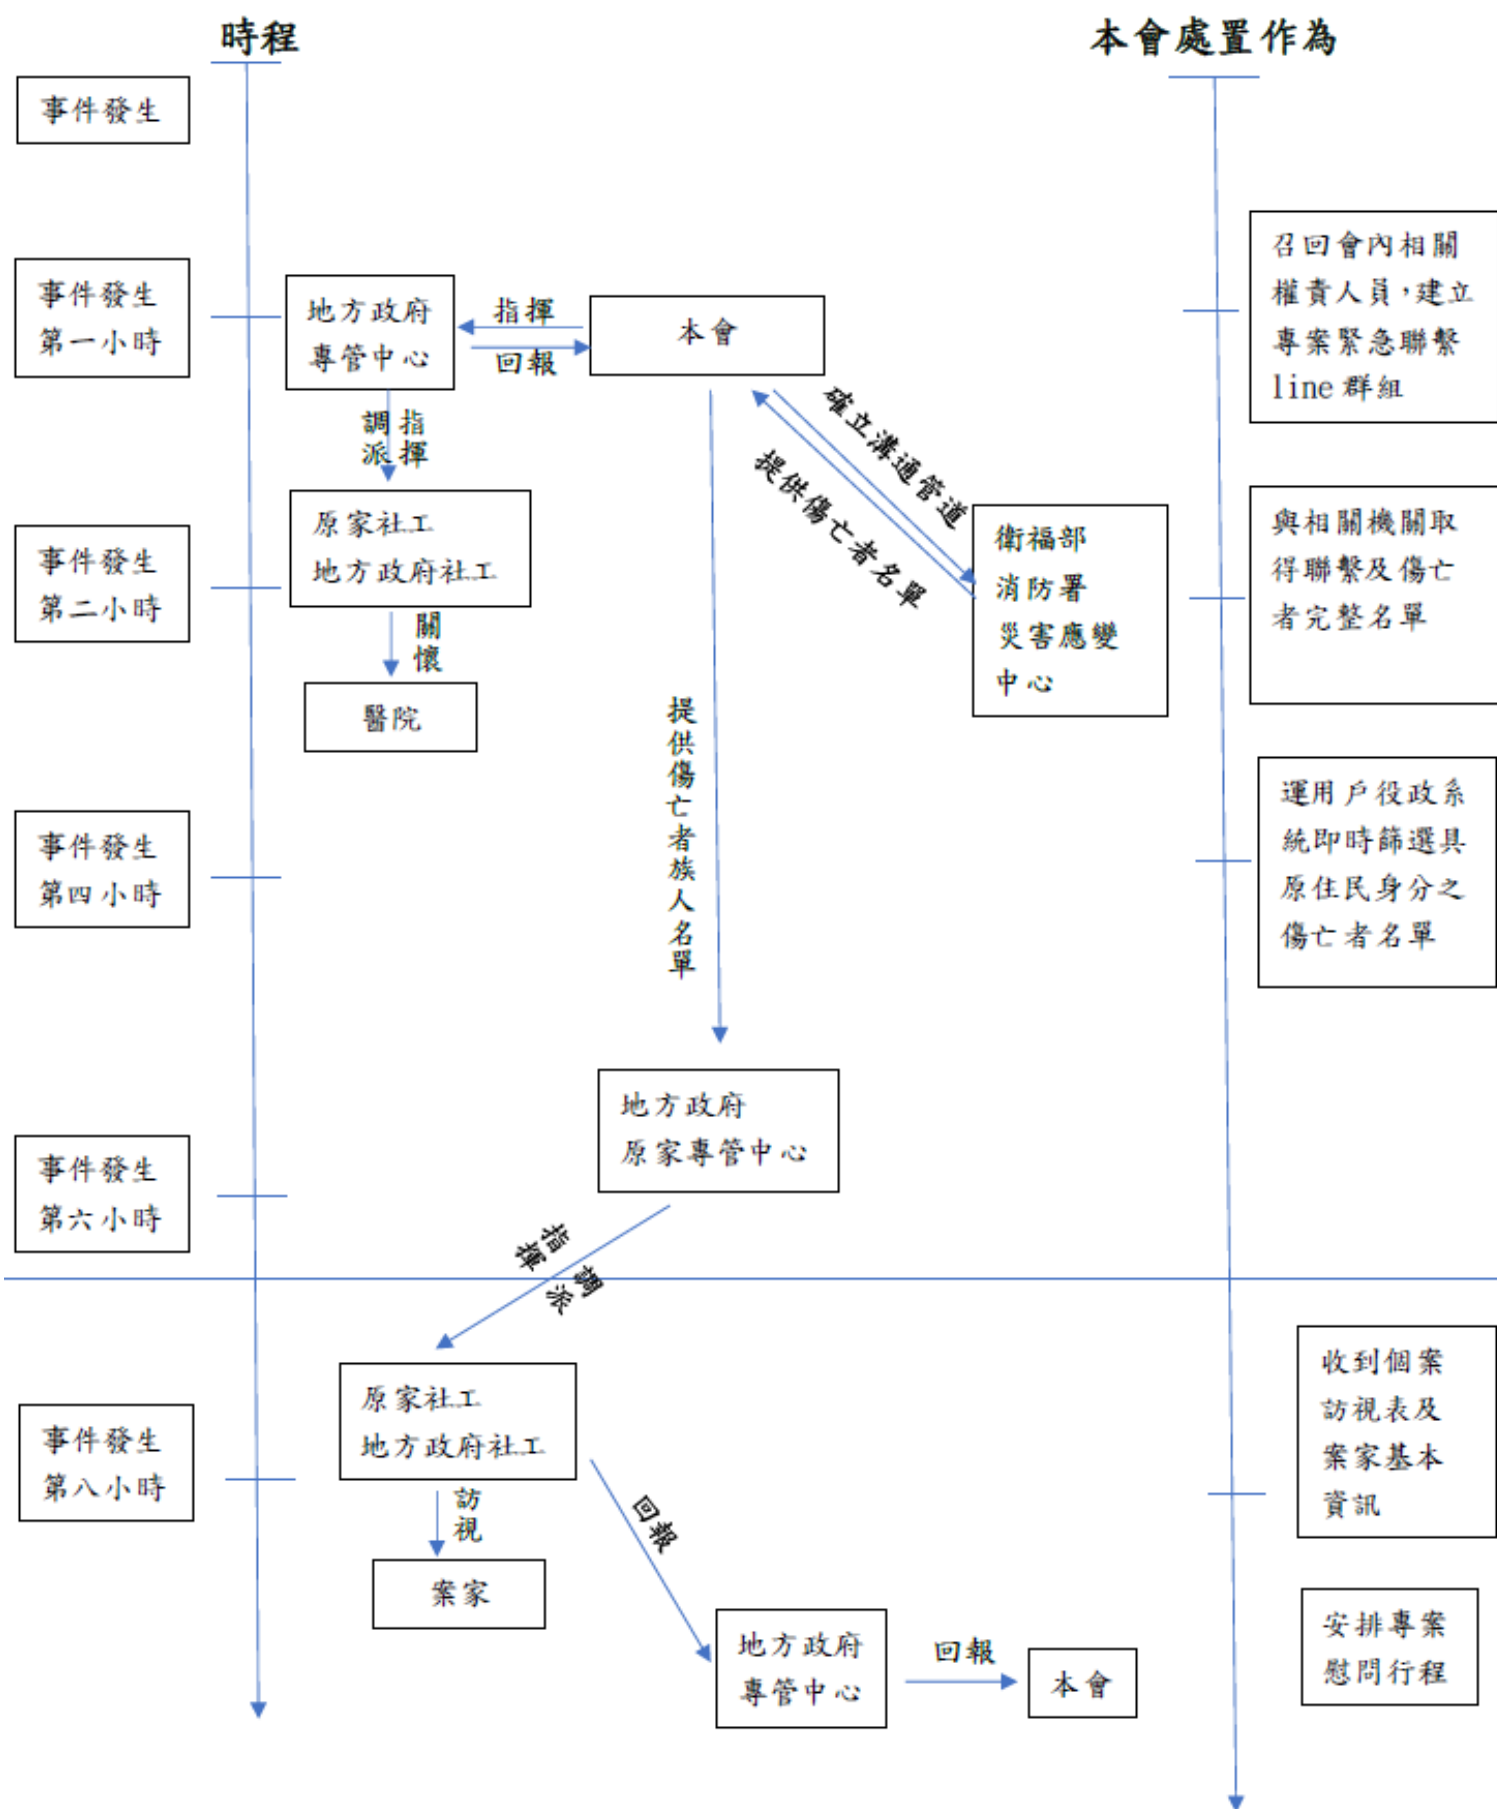 時程
本會處置作為
事件發生
召回會內相關
權責人員，建立
專案緊急聯繫
line 群組
事件發生
第一小時
地方政府
專管中心
指揮
回報
本會
調派
指揮
確立溝通管道
提供傷亡者名單
原家社工
地方政府社工
衛福部
消防署
災害應變
中心
與相關機關取
得聯繫及傷亡
者完整名單
事件發生
第二小時
關懷
醫院
提供傷亡者族人名單
運用戶役政系
統即時篩選具
原住民身分之
傷亡者名單
事件發生
第四小時
地方政府
原家專管中心
事件發生
第六小時
指揮
調派
原家社工
地方政府社工
收到個案
訪視表及
案家基本
資訊
事件發生
第八小時
訪視
回報
案家
地方政府
專管中心
回報
本會
安排專案
慰問行程